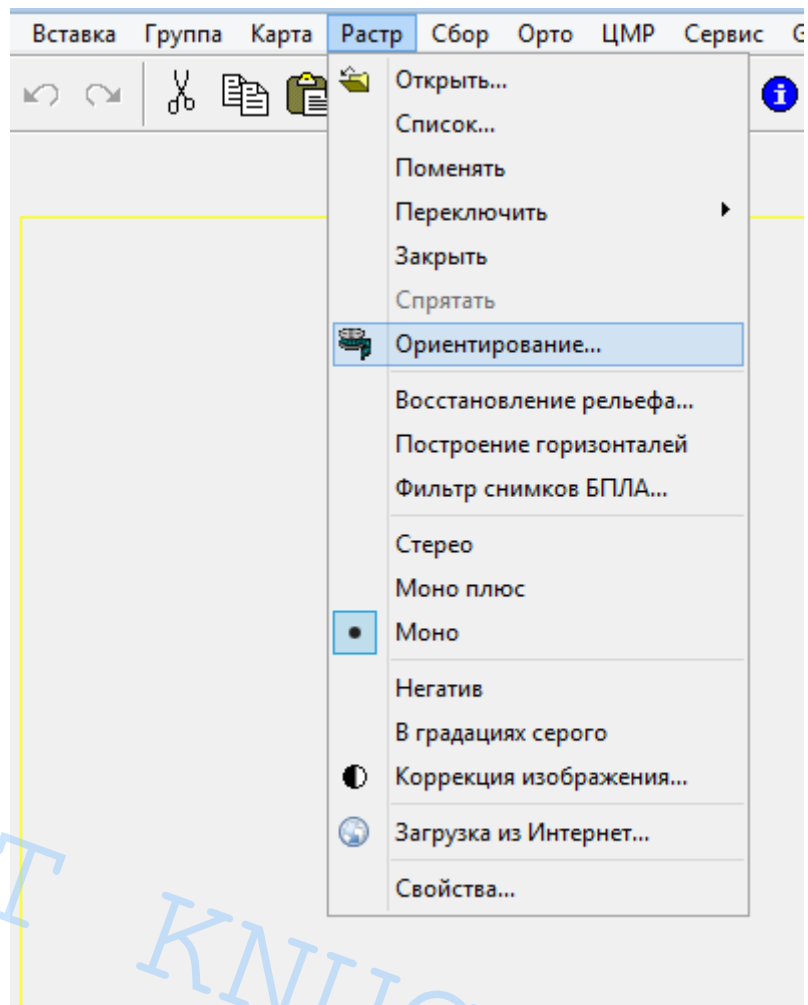 Вставка Группа Карта Растр Сбор Орто ЦМР Сервис
Открыть...
Список...
Поменять
Переключить
Закрыть
Спрятать
Ориентирование...
Восстановление рельефа...
Построение горизонталей
Фильтр снимков БПЛА...
Стерео
Моно плюс
Моно
Негатив
В градациях серого
Коррекция изображения...
Загрузка из Интернет...
Свойства...